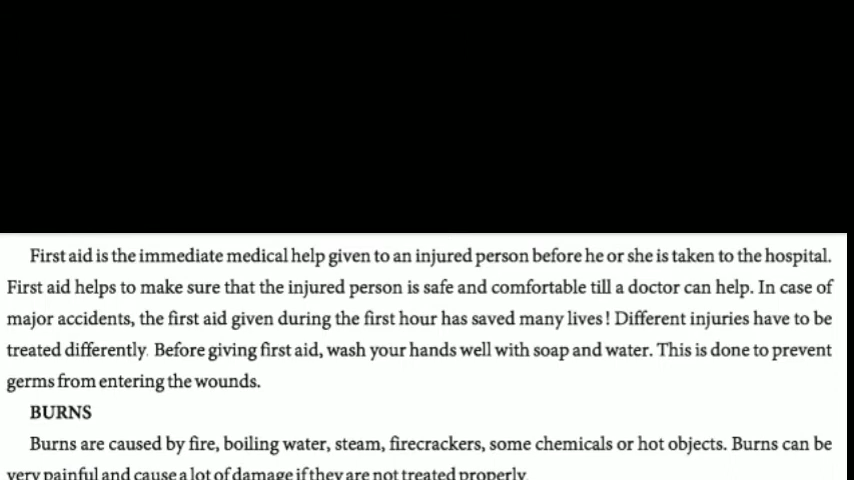 First aid is the immediate medical help given to an injured person before he or she is taken to the hospital.
First aid helps to make sure that the injured person is safe and comfortable till a doctor can help. In case of
major accidents, the first aid given during the first hour has saved many lives! Different injuries have to be
treated differently. Before giving first aid, wash your hands well with soap and water. This is done to prevent
germs from entering the wounds.
BURNS
Burns are caused by fire, boiling water, steam, firecrackers, some chemicals or hot objects. Burns can be
very painful and cause a lot of damage if they are not treated properly.